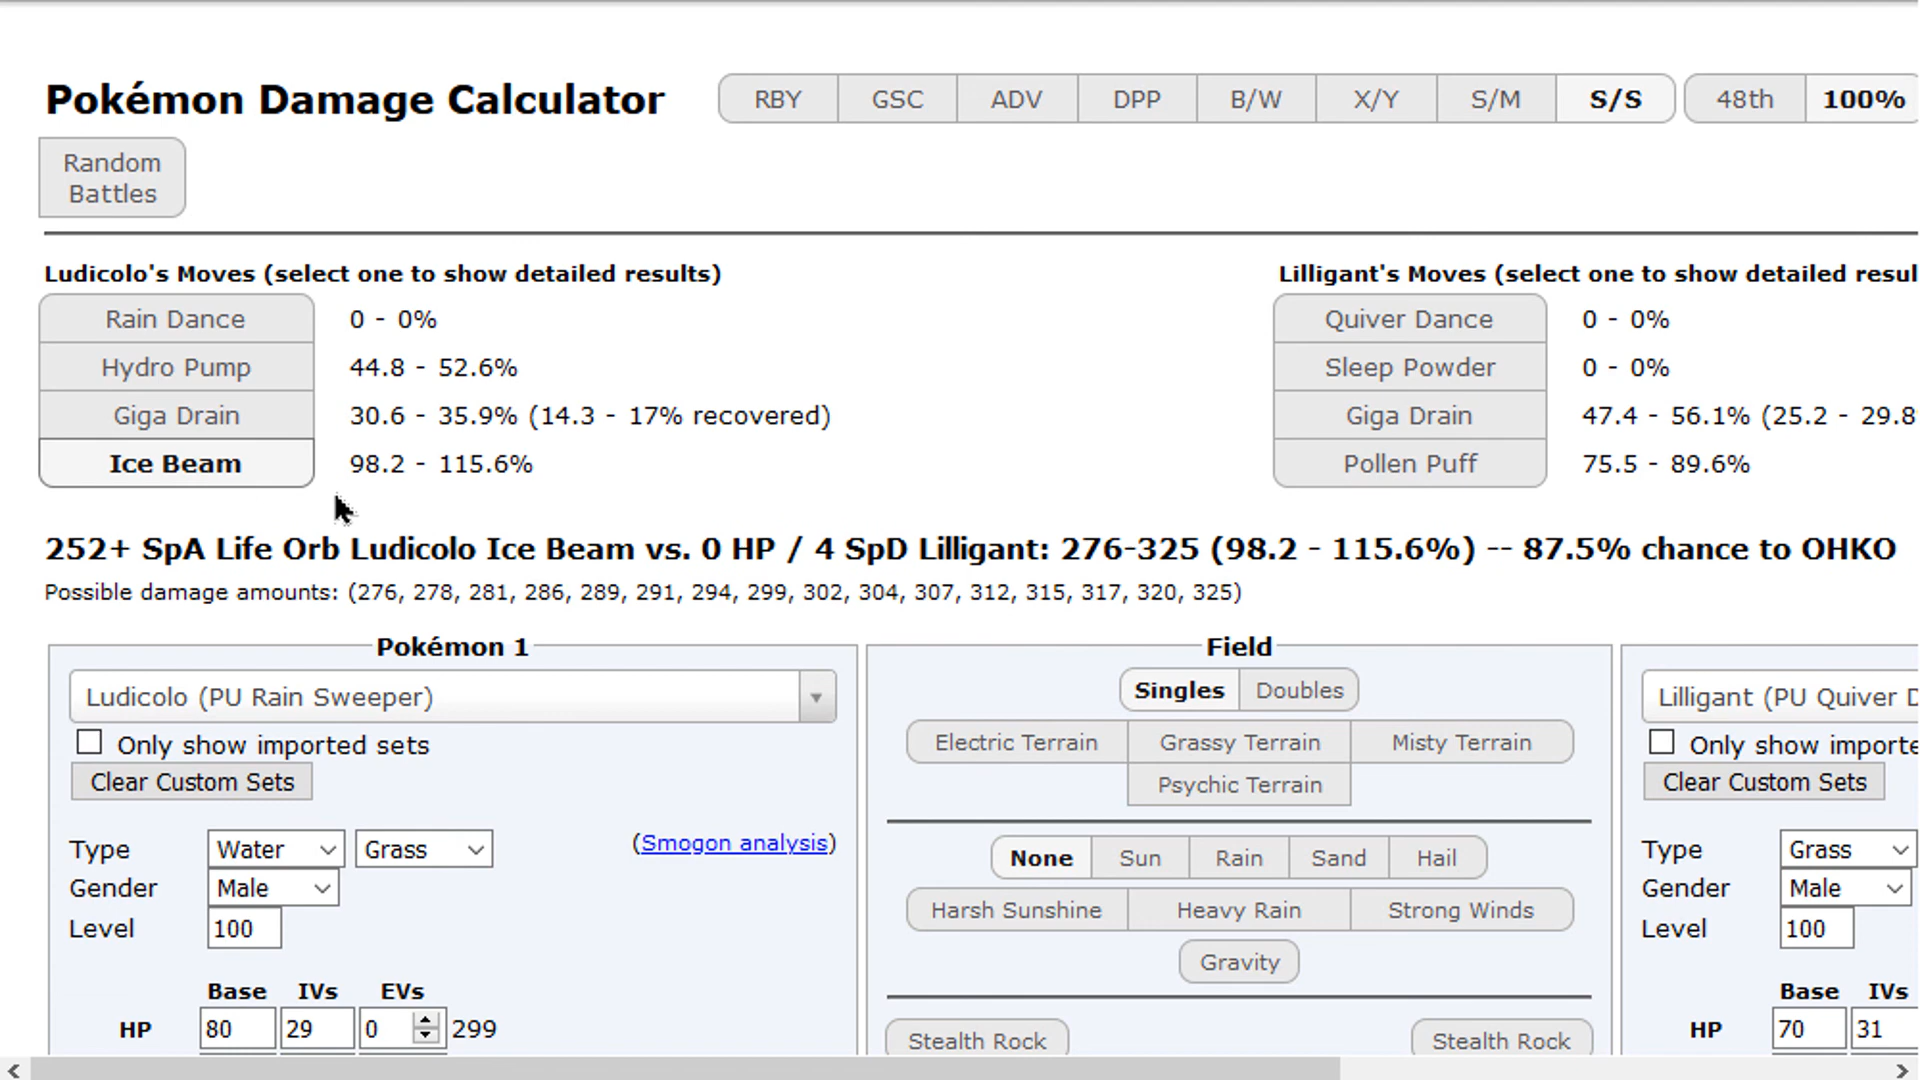 Pokémon Damage Calculator RBY GSC ADV DPP B/W X/Y S/M S/S 48th 100%
Random
Battles
Ludicolo's Moves (select one to show detailed results) Lilligant's Moves (select one to show detailed resul
Rain Dance 0 - 0% Quiver Dance 0 - 0%
Hydro Pump 44.8 - 52.6% Sleep Powder 0 - 0%
Giga Drain 30.6 - 35.9% (14.3 - 17% recovered) Giga Drain 47.4 - 56.1% (25.2 - 29.8
Ice Beam 98.2 - 115.6% Pollen Puff 75.5 - 89.6%
252+ SpA Life Orb Ludicolo Ice Beam vs. 0 HP / 4 SpD Lilligant: 276-325 (98.2 - 115.6%) -- 87.5% chance to OHKO
Possible damage amounts: (276, 278, 281, 286, 289, 291, 294, 299, 302, 304, 307, 312, 315, 317, 320, 325)
Pokémon 1
Ludicolo (PU Rain Sweeper)
Only show imported sets
Clear Custom Sets
Type Water Grass (Smogon analysis)
Gender Male
Level 100
Base IVs EVs
HP 80 29 0 299
Field
Singles Doubles
Electric Terrain Grassy Terrain Misty Terrain
Psychic Terrain
None Sun Rain Sand Hail
Harsh Sunshine Heavy Rain Strong Winds
Gravity
Stealth Rock Stealth Rock
Lilligant (PU Quiver D
Only show importe
Clear Custom Sets
Type Grass
Gender Male
Level 100
Base IVs
HP 70 31